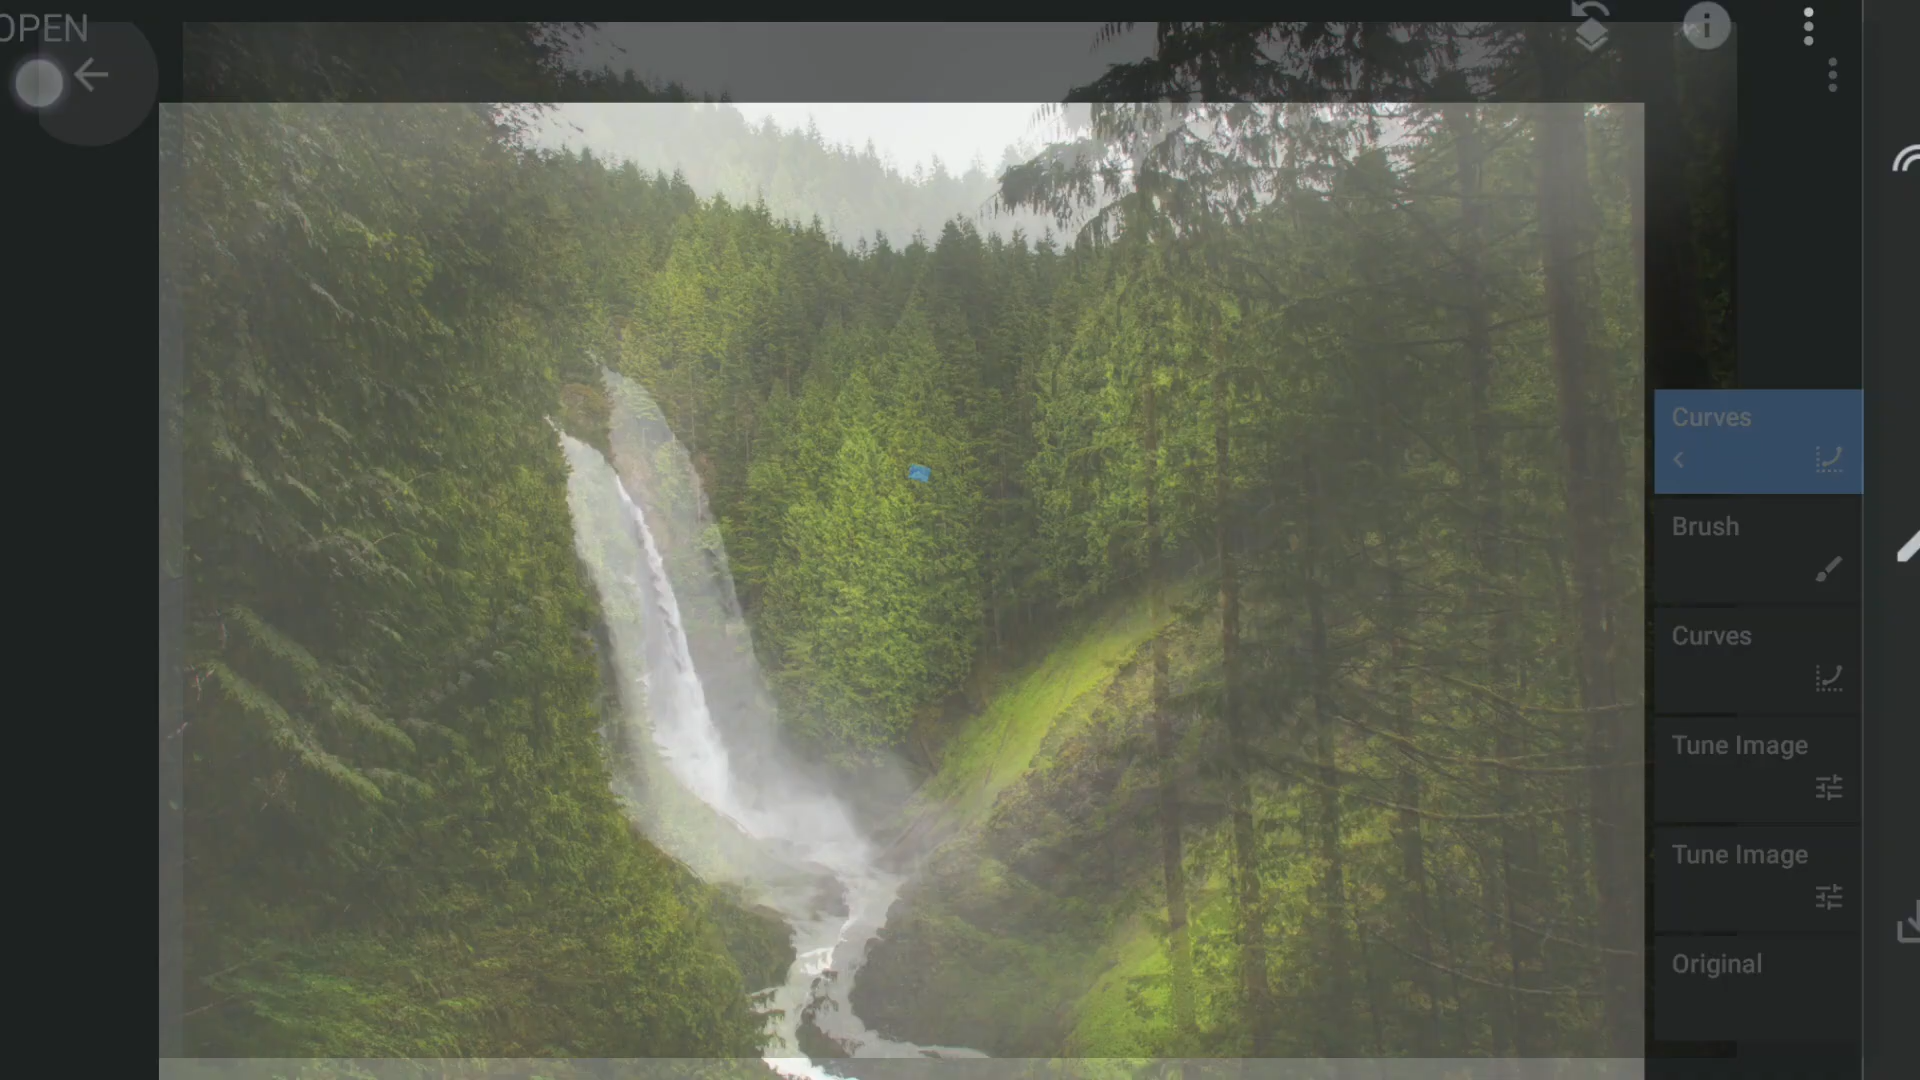 OPEN
Curves
Brush
Curves
Tune Image
Tune Image
Original